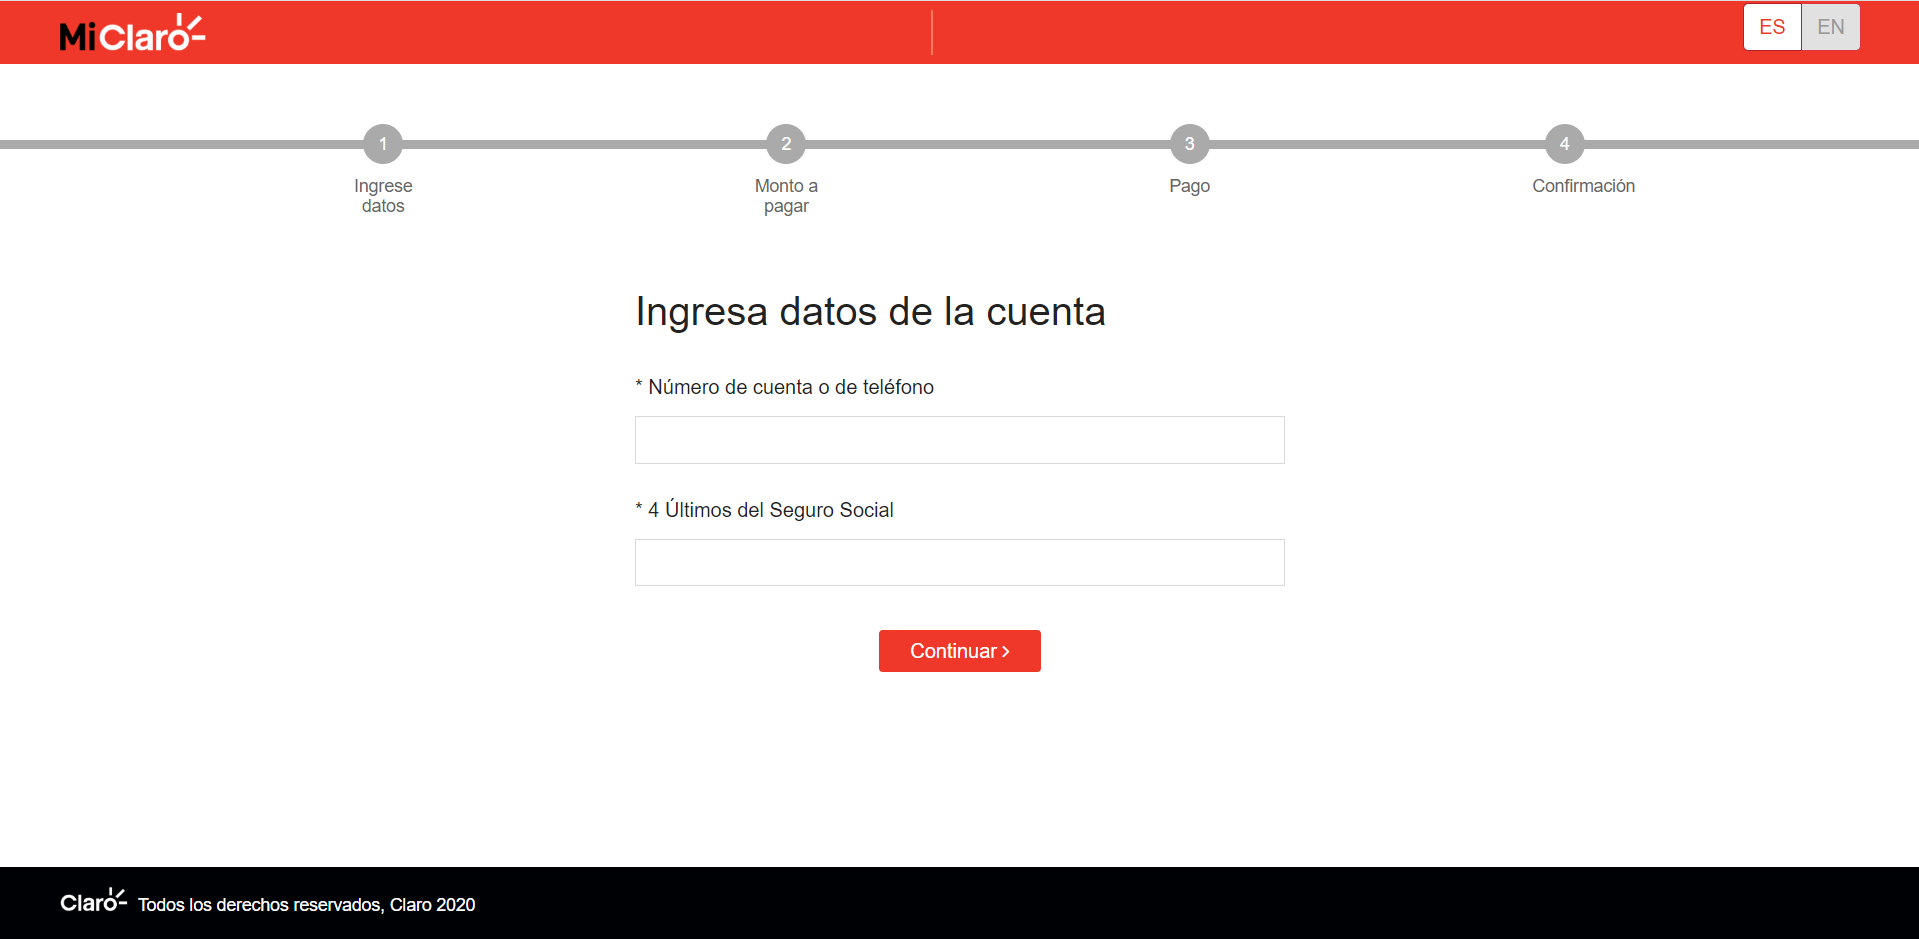 MiClaro
ES EN
1
Ingrese
datos
2
Monto a
pagar
3
Pago
4
Confirmación
Ingresa datos de la cuenta
* Número de cuenta o de teléfono
* 4 Últimos del Seguro Social
Continuar ›
Claro Todos los derechos reservados, Claro 2020